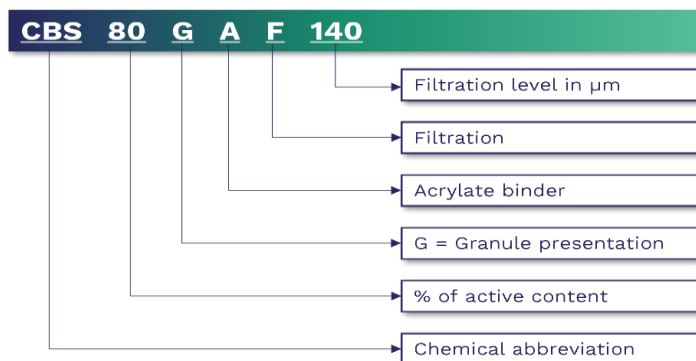 CBS 80 G A F 140
Filtration level in µm
Filtration
Acrylate binder
G = Granule presentation
% of active content
Chemical abbreviation